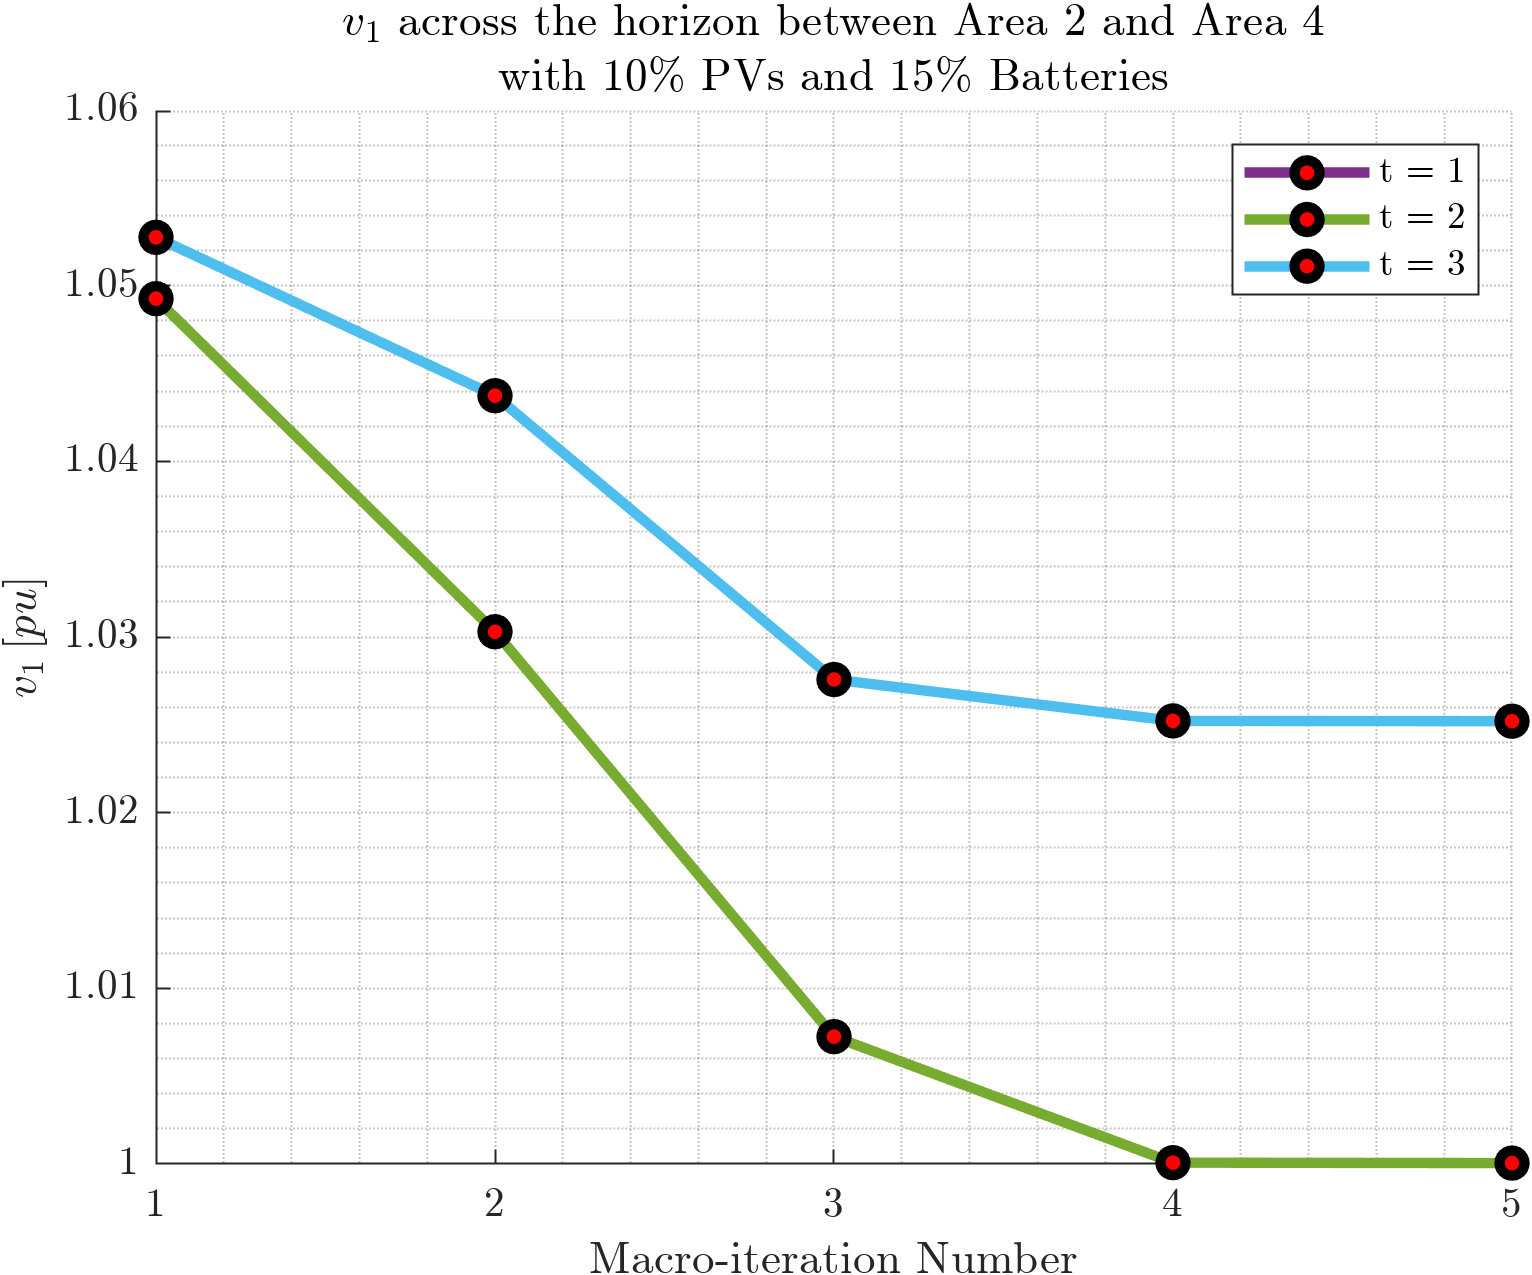 v₁ across the horizon between Area 2 and Area 4
with 10% PVs and 15% Batteries
1.06
1.05
1.04
1.03
1.02
1.01
1
v₁ [pu]
t = 1
t = 2
t = 3
1 2 3 4 5
Macro-iteration Number